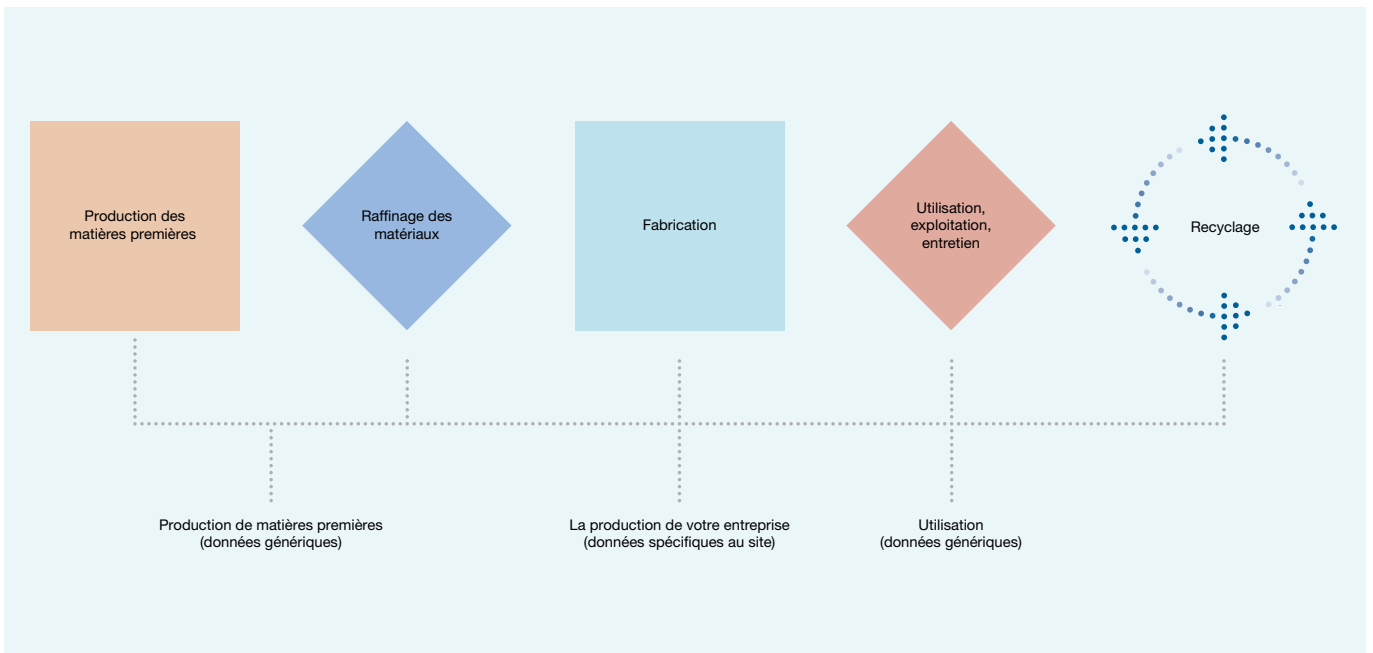 Production des
matières premières
Raffinage des
matériaux
Fabrication
Utilisation,
exploitation,
entretien
Recyclage
Production de matières premières
(données génériques)
La production de votre entreprise
(données spécifiques au site)
Utilisation
(données génériques)